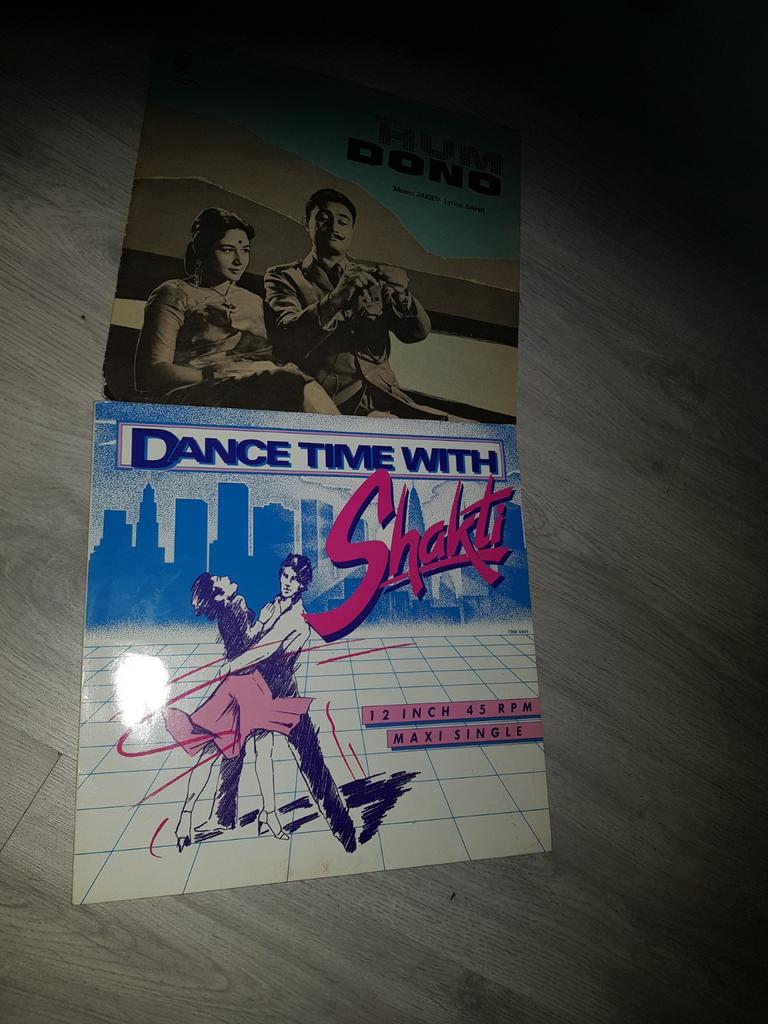 HUM
DONO
Music: JAIDEV Lyrics: SAHIR
DANCE TIME WITH
Shakti
12 INCH 45 RPM
MAXI SINGLE